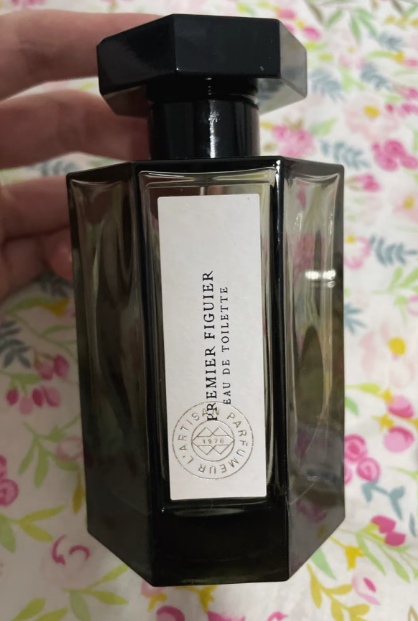 PREMIER FIGUIER
EAU DE TOILETTE
L'ARTISAN PARFUMEUR
1976